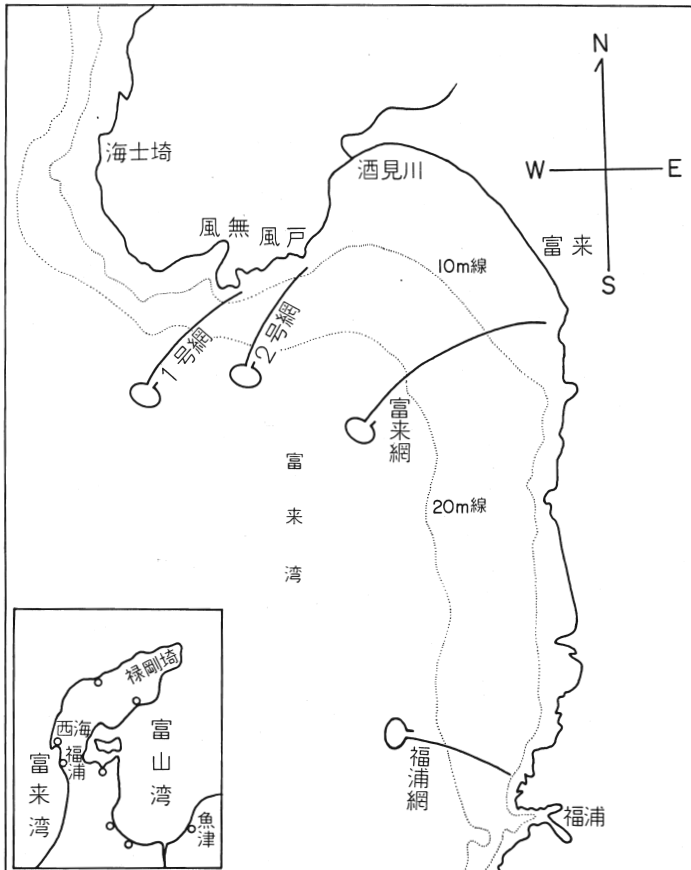 N
W
E
S
海士埼
酒見川
風無
風戸
富来
10m線
1号網
2号網
富来網
20m線
富来湾
福浦網
福浦
禄剛埼
西海
福浦
富山湾
富来湾
魚津